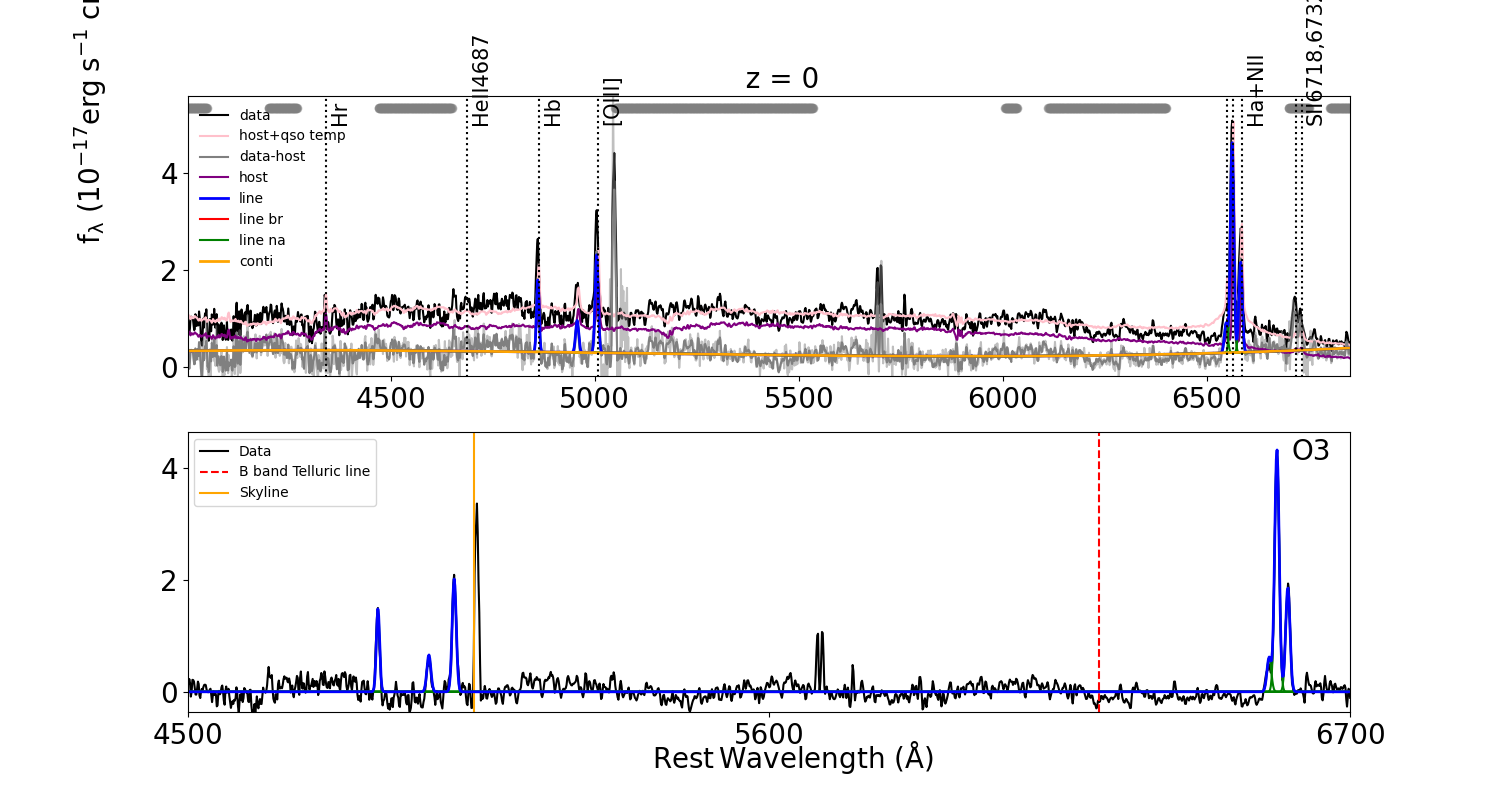 z = 0
fλ (10−17erg s−1 c
Hr
HeII4687
Hb
[OIII]
Ha+NII
SII6718,673
data
host+qso temp
data-host
host
line
line br
line na
conti
4
2
0
4500
5000
5500
6000
6500
Data
B band Telluric line
Skyline
O3
4
2
0
4500
5600
6700
Rest Wavelength (Å)